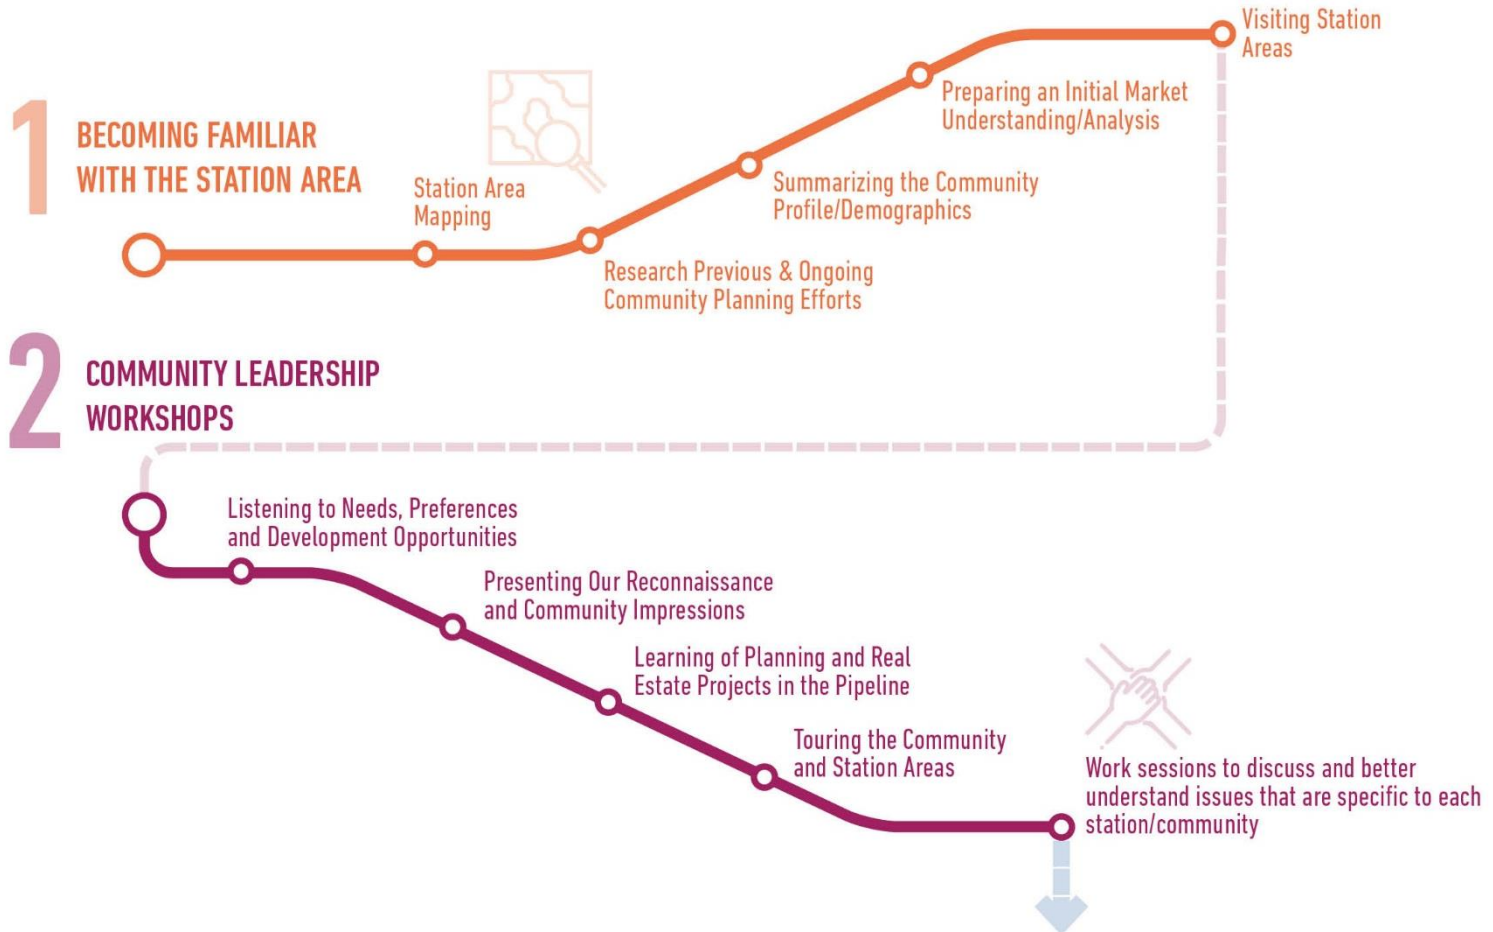 1
BECOMING FAMILIAR
WITH THE STATION AREA
Station Area
Mapping
Research Previous & Ongoing
Community Planning Efforts
Summarizing the Community
Profile/Demographics
Preparing an Initial Market
Understanding/Analysis
Visiting Station
Areas
2
COMMUNITY LEADERSHIP
WORKSHOPS
Listening to Needs, Preferences
and Development Opportunities
Presenting Our Reconnaissance
and Community Impressions
Learning of Planning and Real
Estate Projects in the Pipeline
Touring the Community
and Station Areas
Work sessions to discuss and better
understand issues that are specific to each
station/community